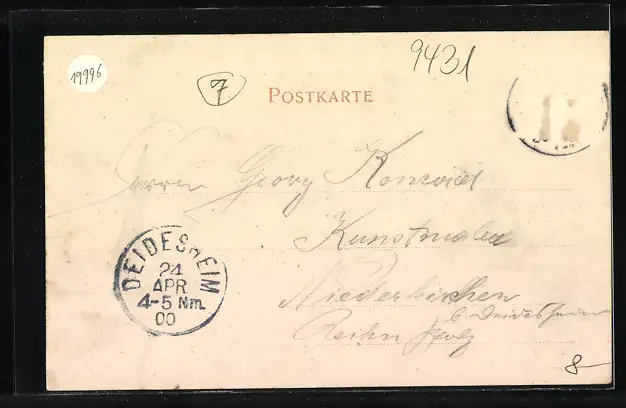 19996
9431
7
POSTKARTE
Herrn Georg Konrad
Kunstmaler
Niederkirchen
b Deidesheim
Rhein Pfalz
DEIDESHEIM
24
APR.
4-5 Nm.
00
8-